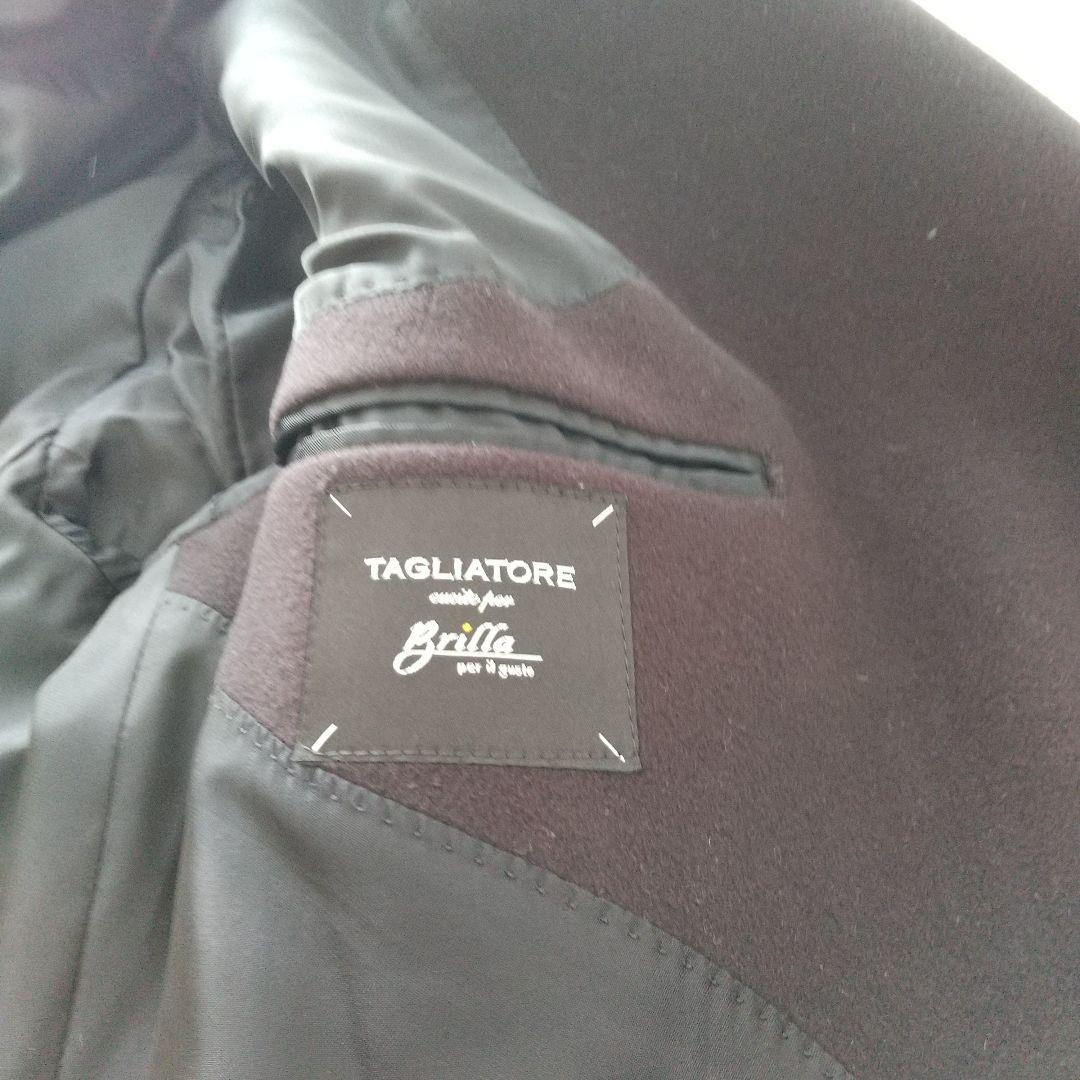 TAGLIATORE
cucito per
Brilla
per il gusto